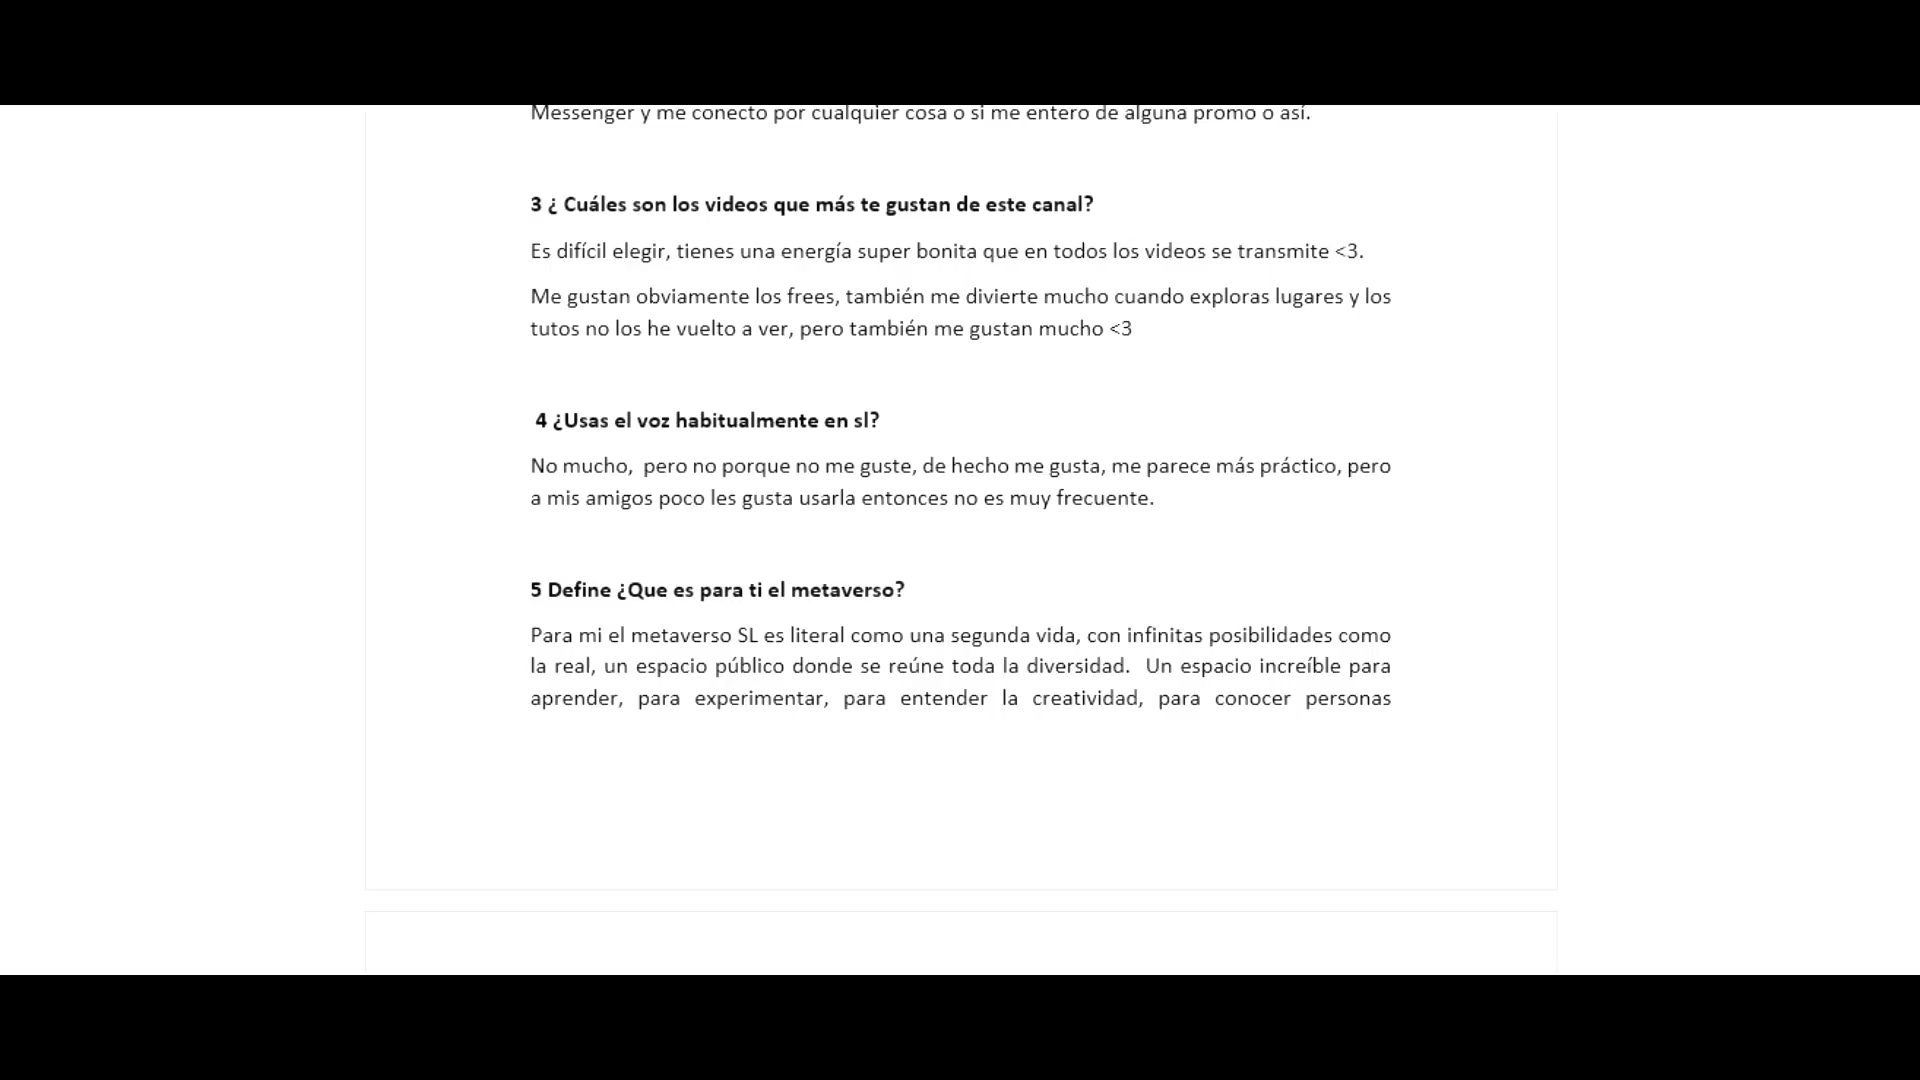 Messenger y me conecto por cualquier cosa o si me entero de alguna promo o así.
3 ¿ Cuáles son los videos que más te gustan de este canal?
Es difícil elegir, tienes una energía super bonita que en todos los videos se transmite <3.
Me gustan obviamente los frees, también me divierte mucho cuando exploras lugares y los
tutos no los he vuelto a ver, pero también me gustan mucho <3
4 ¿Usas el voz habitualmente en sl?
No mucho,  pero no porque no me guste, de hecho me gusta, me parece más práctico, pero
a mis amigos poco les gusta usarla entonces no es muy frecuente.
5 Define ¿Que es para ti el metaverso?
Para mi el metaverso SL es literal como una segunda vida, con infinitas posibilidades como
la real, un espacio público donde se reúne toda la diversidad.  Un espacio increíble para
aprender, para experimentar, para entender la creatividad, para conocer personas